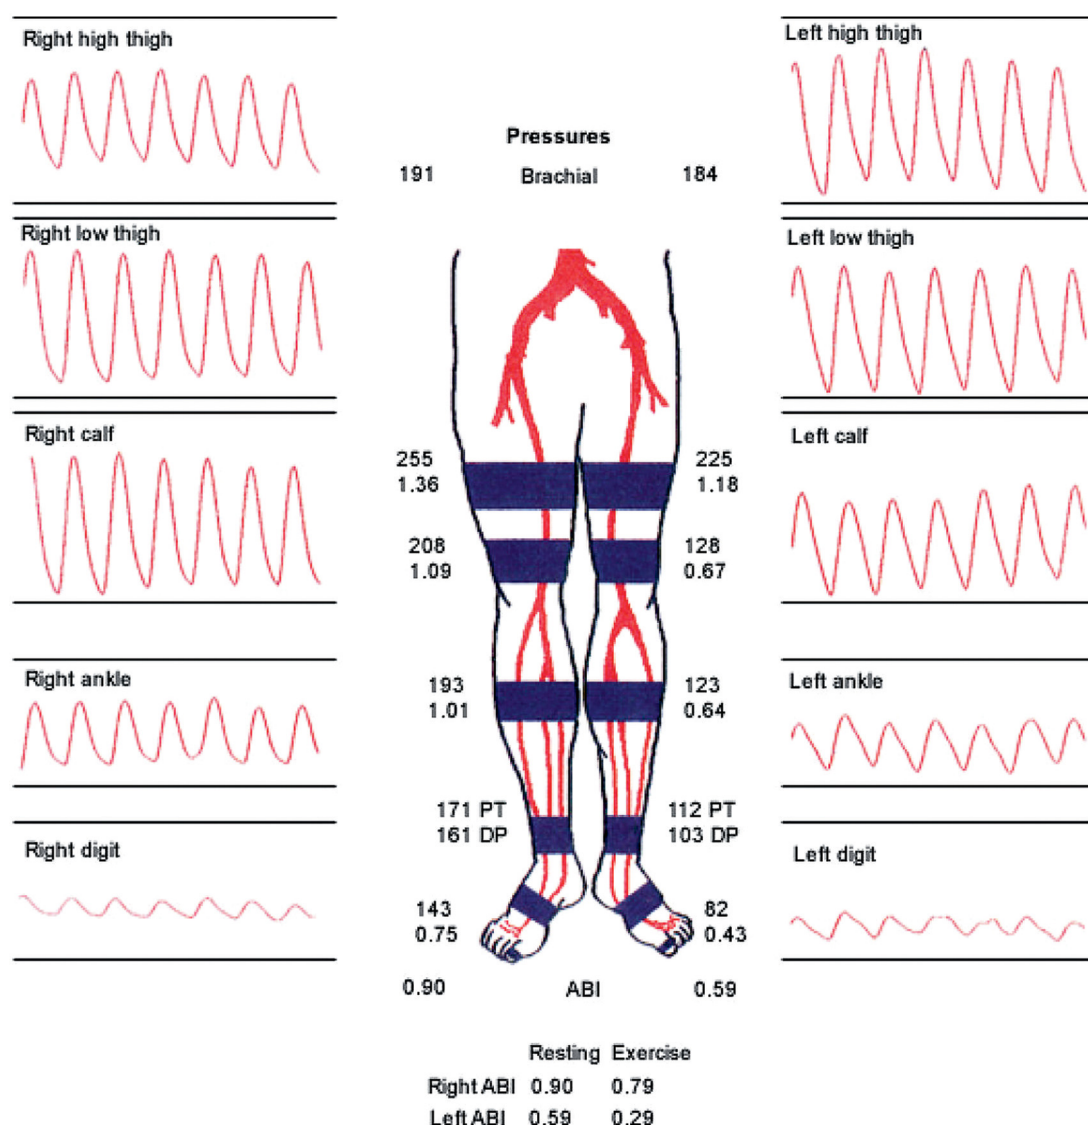 Right high thigh
Left high thigh
Pressures
191 Brachial 184
Right low thigh
Left low thigh
Right calf
Left calf
255
1.36
225
1.18
208
1.09
128
0.67
Right ankle
Left ankle
193
1.01
123
0.64
171 PT
161 DP
112 PT
103 DP
Right digit
Left digit
143
0.75
82
0.43
0.90 ABI 0.59
Resting Exercise
Right ABI 0.90 0.79
Left ABI 0.59 0.29